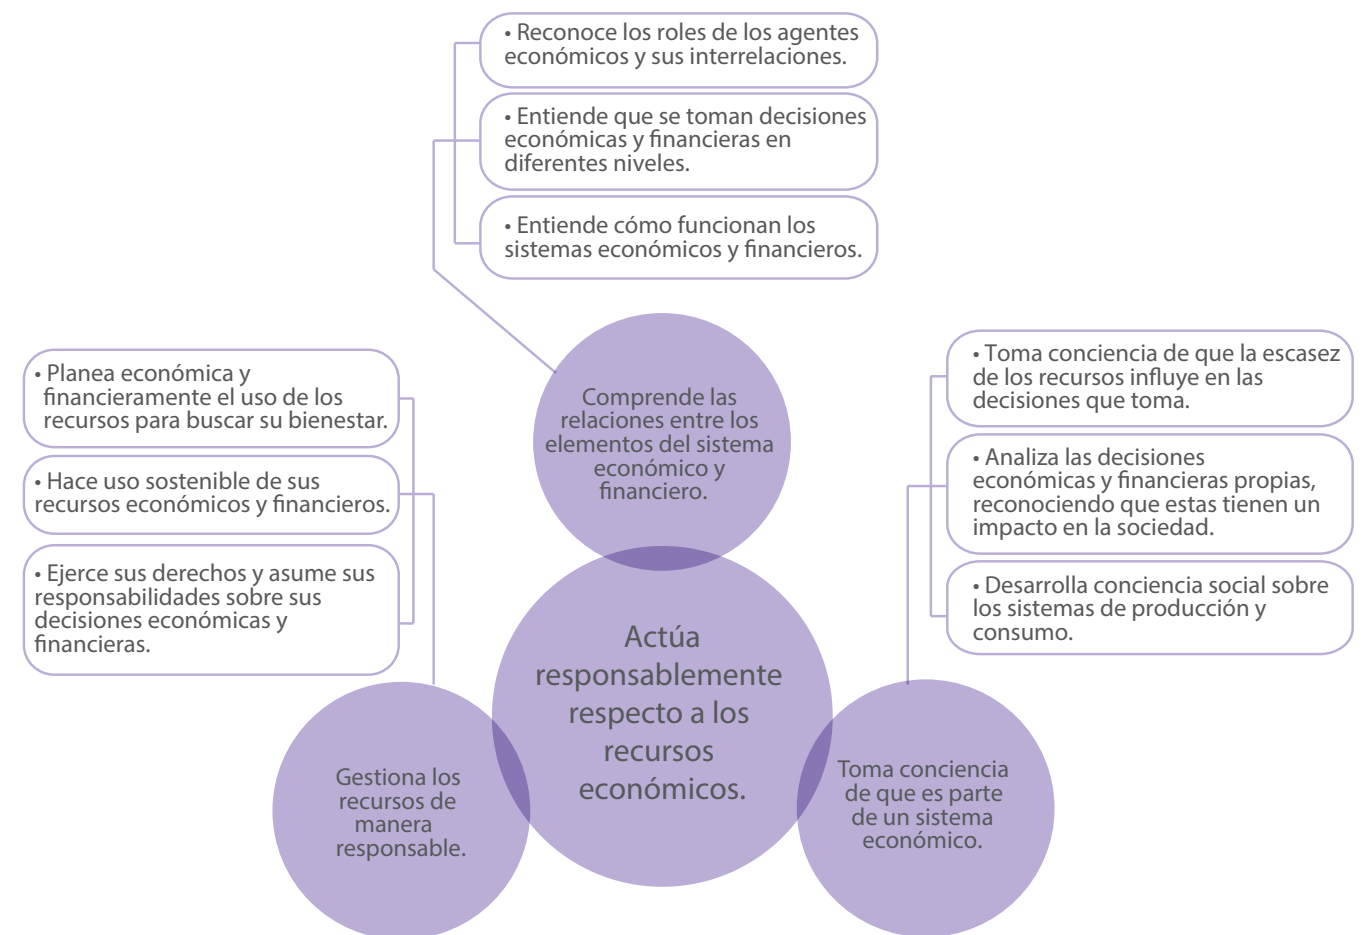 • Reconoce los roles de los agentes
económicos y sus interrelaciones.
• Entiende que se toman decisiones
económicas y financieras en
diferentes niveles.
• Entiende cómo funcionan los
sistemas económicos y financieros.
• Planea económica y
financieramente el uso de los
recursos para buscar su bienestar.
• Hace uso sostenible de sus
recursos económicos y financieros.
• Ejerce sus derechos y asume sus
responsabilidades sobre sus
decisiones económicas y
financieras.
Comprende las
relaciones entre los
elementos del sistema
económico y
financiero.
• Toma conciencia de que la escasez
de los recursos influye en las
decisiones que toma.
• Analiza las decisiones
económicas y financieras propias,
reconociendo que estas tienen un
impacto en la sociedad.
• Desarrolla conciencia social sobre
los sistemas de producción y
consumo.
Actúa
responsablemente
respecto a los
recursos
económicos.
Gestiona los
recursos de
manera
responsable.
Toma conciencia
de que es parte
de un sistema
económico.